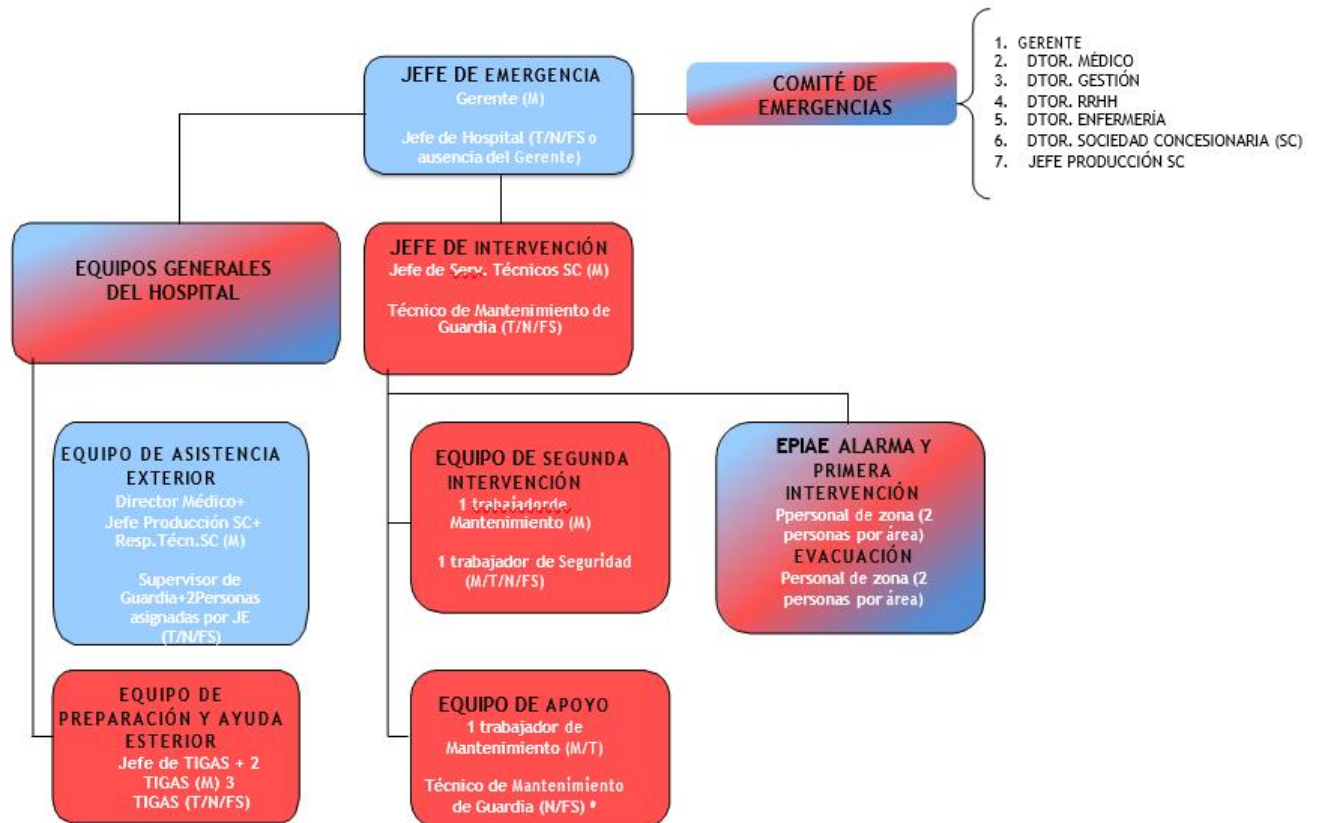 JEFE DE EMERGENCIA
Gerente (M)
Jefe de Hospital (T/N/FS o
ausencia del Gerente)
COMITÉ DE
EMERGENCIAS
1. GERENTE
2. DTOR. MÉDICO
3. DTOR. GESTIÓN
4. DTOR. RRHH
5. DTOR. ENFERMERÍA
6. DTOR. SOCIEDAD CONCESIONARIA (SC)
7. JEFE PRODUCCIÓN SC
EQUIPOS GENERALES
DEL HOSPITAL
JEFE DE INTERVENCIÓN
Jefe de Serv. Técnicos SC (M)
Técnico de Mantenimiento de
Guardia (T/N/FS)
EQUIPO DE ASISTENCIA
EXTERIOR
Director Médico+
Jefe Producción SC+
Resp.Técn.SC (M)
Supervisor de
Guardia+2Personas
asignadas por JE
(T/N/FS)
EQUIPO DE SEGUNDA
INTERVENCIÓN
1 trabajadorde
Mantenimiento (M)
1 trabajador de Seguridad
(M/T/N/FS)
EPIAE ALARMA Y
PRIMERA
INTERVENCIÓN
Ppersonal de zona (2
personas por área)
EVACUACIÓN
Personal de zona (2
personas por área)
EQUIPO DE
PREPARACIÓN Y AYUDA
ESTERIOR
Jefe de TIGAS + 2
TIGAS (M) 3
TIGAS (T/N/FS)
EQUIPO DE APOYO
1 trabajador de
Mantenimiento (M/T)
Técnico de Mantenimiento
de Guardia (N/FS) *